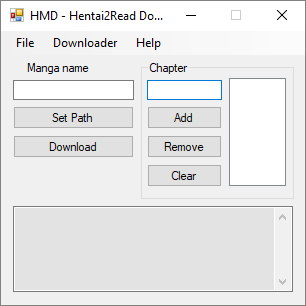 HMD - Hentai2Read Do...
File Downloader Help
Manga name
Chapter
Set Path
Add
Download
Remove
Clear